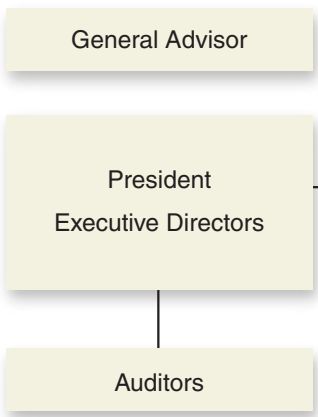 General Advisor
President
Executive Directors
Auditors